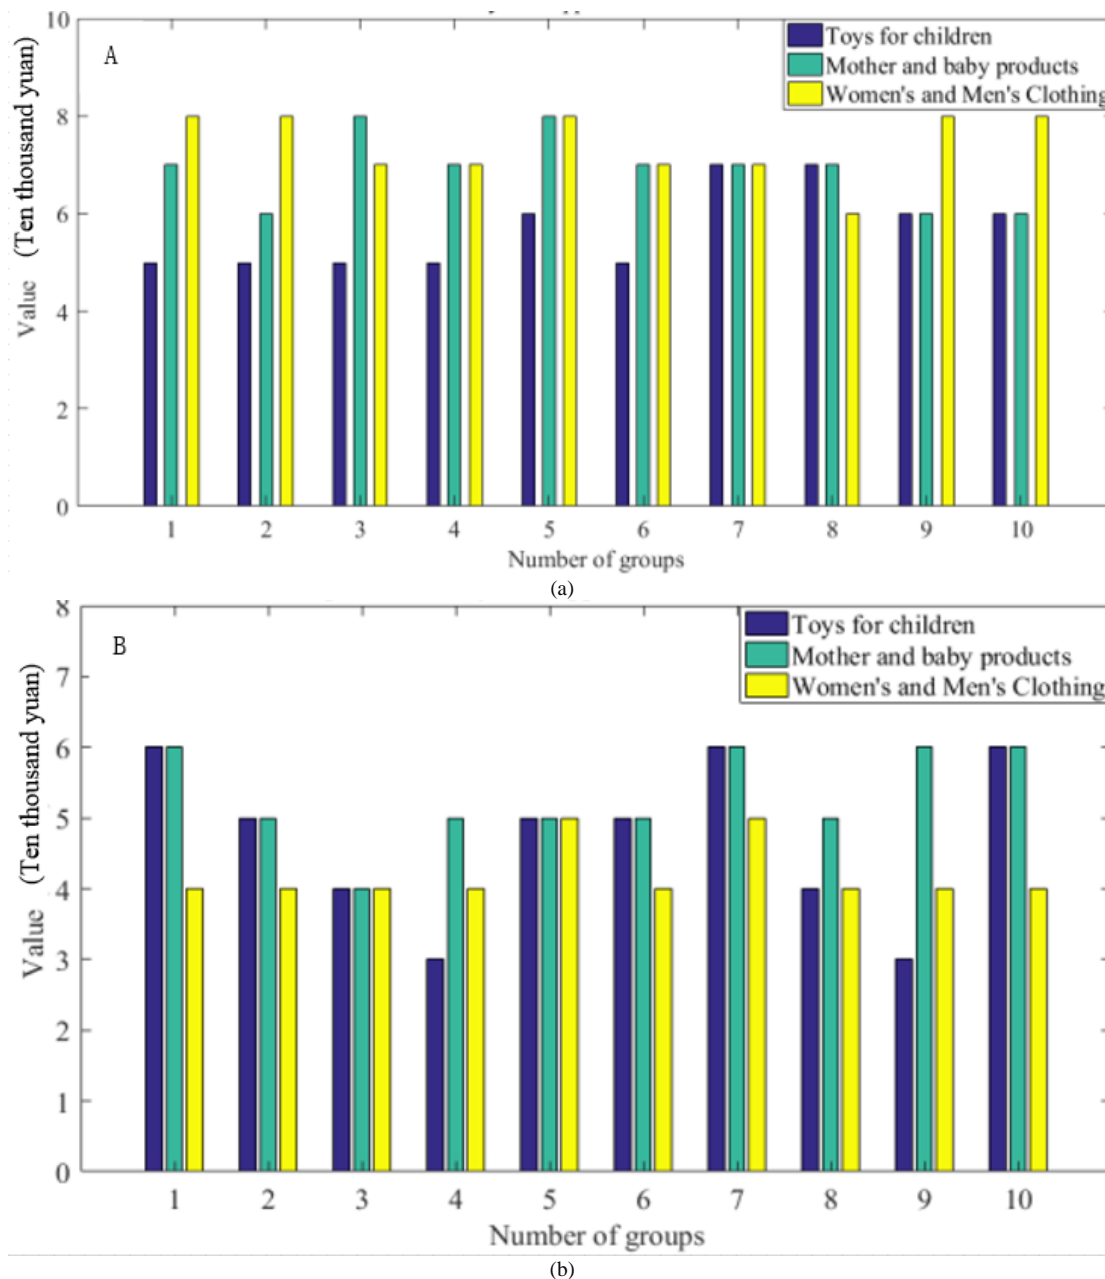 10
8
6
4
2
0
A
Value (Ten thousand yuan)
Toys for children
Mother and baby products
Women's and Men's Clothing
1 2 3 4 5 6 7 8 9 10
Number of groups
(a)
8
7
6
5
4
3
2
1
0
B
Value (Ten thousand yuan)
Toys for children
Mother and baby products
Women's and Men's Clothing
1 2 3 4 5 6 7 8 9 10
Number of groups
(b)